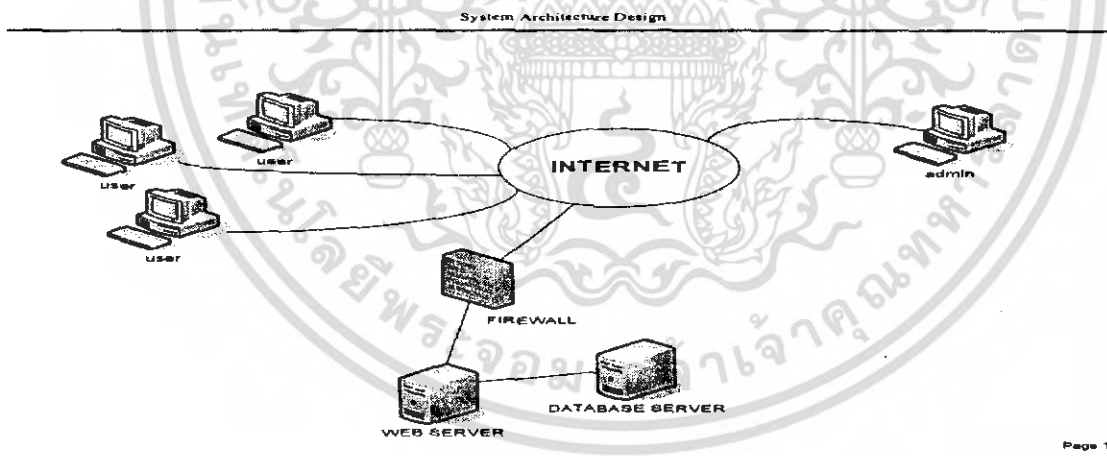 System Architecture Design
user
user
user
INTERNET
admin
FIREWALL
DATABASE SERVER
WEB SERVER
Page 1